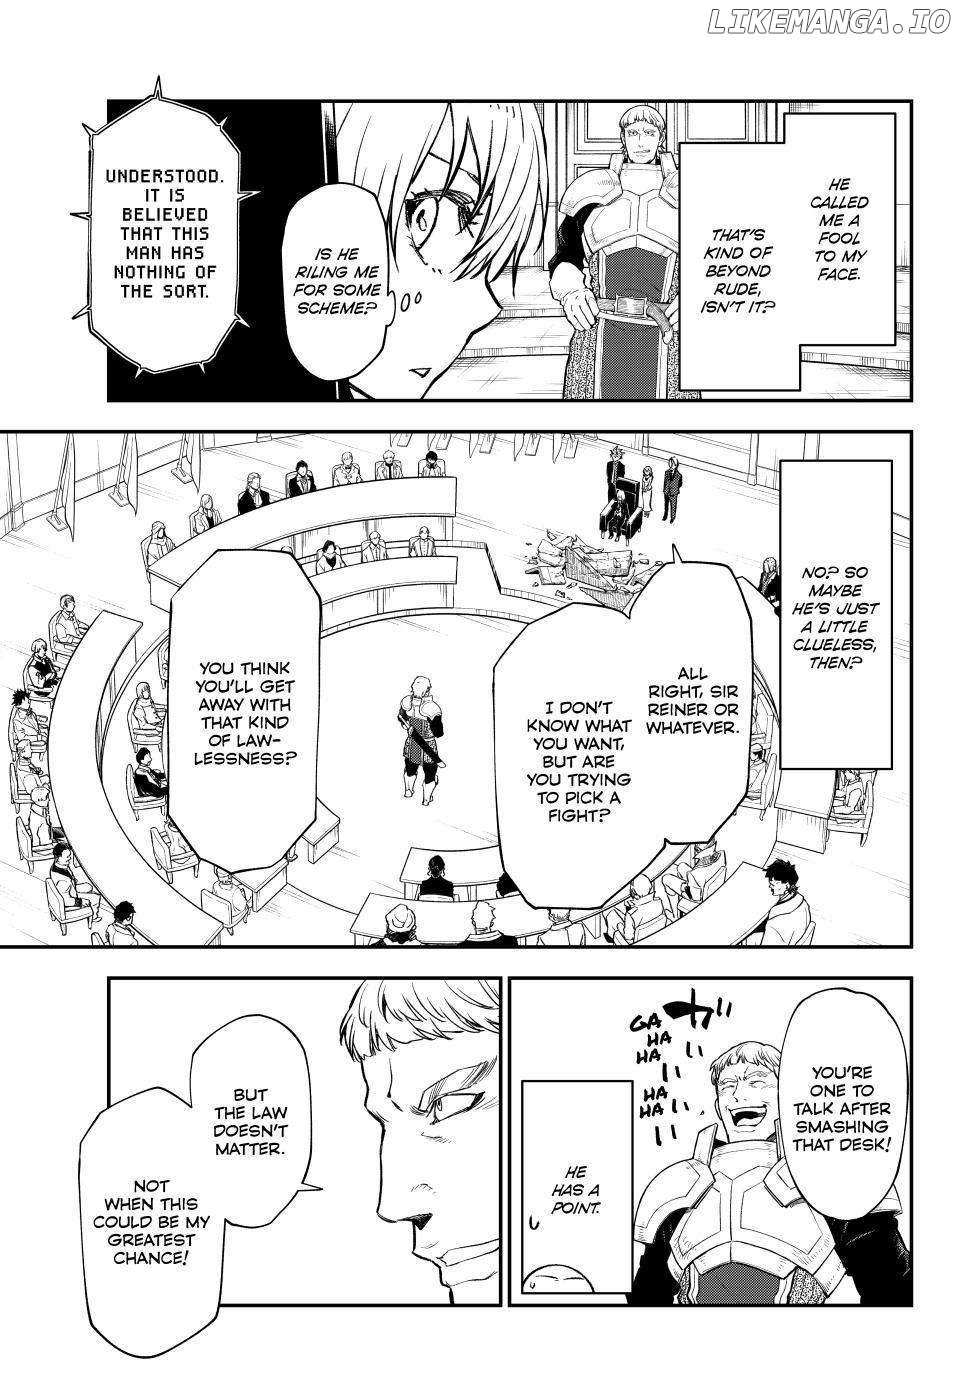 LIKEMANGA.IO
HE
CALLED
ME A
FOOL
TO MY
FACE.
THAT'S
KIND OF
BEYOND
RUDE,
ISN'T IT?
IS HE
RILING ME
FOR SOME
SCHEME?
UNDERSTOOD.
IT IS
BELIEVED
THAT THIS
MAN HAS
NOTHING OF
THE SORT.
NO? SO
MAYBE
HE'S JUST
A LITTLE
CLUELESS,
THEN?
ALL
RIGHT, SIR
REINER OR
WHATEVER.
I DON'T
KNOW WHAT
YOU WANT,
BUT ARE
YOU TRYING
TO PICK A
FIGHT?
YOU THINK
YOU'LL GET
AWAY WITH
THAT KIND
OF LAW-
LESSNESS?
YOU'RE
ONE TO
TALK AFTER
SMASHING
THAT DESK!
GA
HA
HA
HA
HA
HE
HAS A
POINT.
BUT
THE LAW
DOESN'T
MATTER.
NOT
WHEN THIS
COULD BE MY
GREATEST
CHANCE!